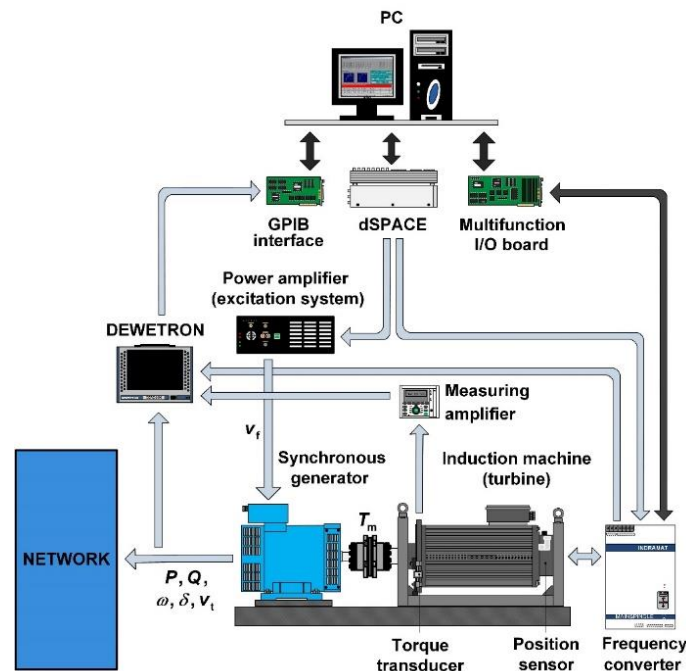 PC
GPIB
interface
dSPACE
Multifunction
I/O board
Power amplifier
(excitation system)
DEWETRON
Measuring
amplifier
v_f
Synchronous
generator
Induction machine
(turbine)
T_m
INDRAMAT
NETWORK
P, Q,
ω, δ, v_t
Torque
transducer
Position
sensor
Frequency
converter